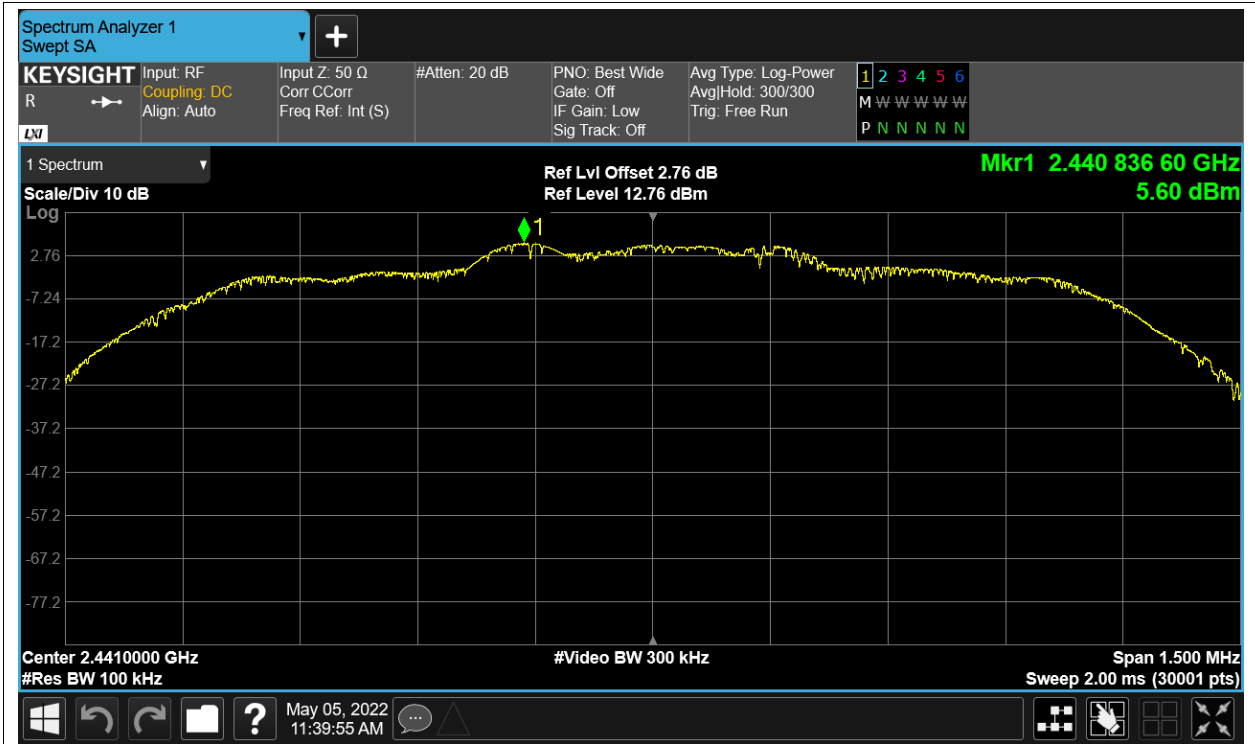 Spectrum Analyzer 1
Swept SA
+
KEYSIGHT
R
LXI
Input: RF
Coupling: DC
Align: Auto
Input Z: 50 Ω
Corr CCorr
Freq Ref: Int (S)
#Atten: 20 dB
PNO: Best Wide
Gate: Off
IF Gain: Low
Sig Track: Off
Avg Type: Log-Power
Avg|Hold: 300/300
Trig: Free Run
1 2 3 4 5 6
M W W W W W
P N N N N N
1 Spectrum
Scale/Div 10 dB
Log
Ref Lvl Offset 2.76 dB
Ref Level 12.76 dBm
Mkr1 2.440 836 60 GHz
5.60 dBm
1
2.76
-7.24
-17.2
-27.2
-37.2
-47.2
-57.2
-67.2
-77.2
Center 2.4410000 GHz
#Res BW 100 kHz
#Video BW 300 kHz
Span 1.500 MHz
Sweep 2.00 ms (30001 pts)
?
May 05, 2022
11:39:55 AM